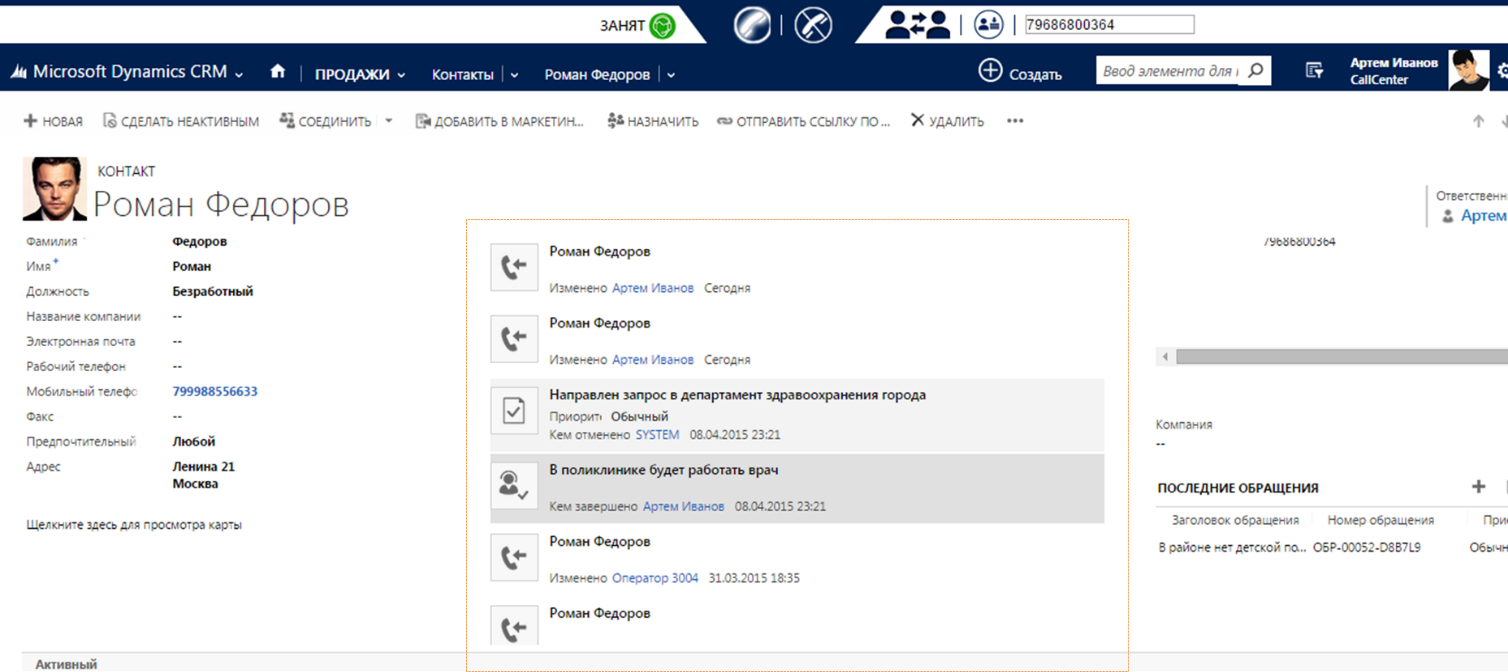 ЗАНЯТ
79686800364
Microsoft Dynamics CRM
ПРОДАЖИ
Контакты
Роман Федоров
Создать
Ввод элемента для
Артем Иванов
CallCenter
НОВАЯ
СДЕЛАТЬ НЕАКТИВНЫМ
СОЕДИНИТЬ
ДОБАВИТЬ В МАРКЕТИН...
НАЗНАЧИТЬ
ОТПРАВИТЬ ССЫЛКУ ПО ...
УДАЛИТЬ
•••
КОНТАКТ
Роман Федоров
Ответственн
Артем
Фамилия Федоров
Имя* Роман
Должность Безработный
Название компании --
Электронная почта --
Рабочий телефон --
Мобильный телефо 799988556633
Факс --
Предпочтительный Любой
Адрес Ленина 21
Москва
Щелкните здесь для просмотра карты
Роман Федоров
Изменено Артем Иванов Сегодня
Роман Федоров
Изменено Артем Иванов Сегодня
Направлен запрос в департамент здравоохранения города
Приорите Обычный
Кем отменено SYSTEM 08.04.2015 23:21
В поликлинике будет работать врач
Кем завершено Артем Иванов 08.04.2015 23:21
Роман Федоров
Изменено Оператор 3004 31.03.2015 18:35
Роман Федоров
79686800364
Компания
--
ПОСЛЕДНИЕ ОБРАЩЕНИЯ
Заголовок обращения Номер обращения При
В районе нет детской по... ОБР-00052-D8B7L9 Обычн
Активный